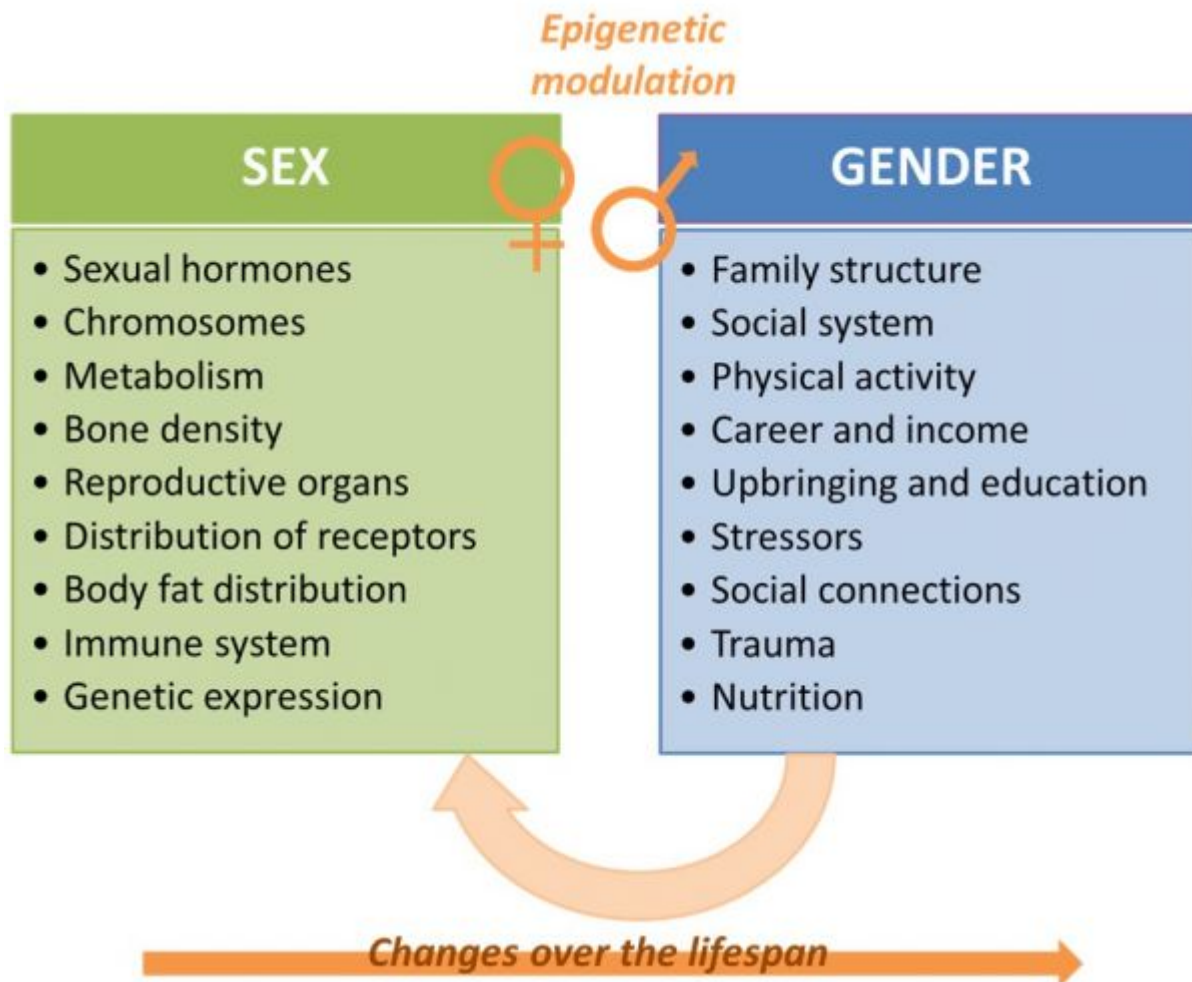 Epigenetic
modulation
SEX
• Sexual hormones
• Chromosomes
• Metabolism
• Bone density
• Reproductive organs
• Distribution of receptors
• Body fat distribution
• Immune system
• Genetic expression
GENDER
• Family structure
• Social system
• Physical activity
• Career and income
• Upbringing and education
• Stressors
• Social connections
• Trauma
• Nutrition
Changes over the lifespan